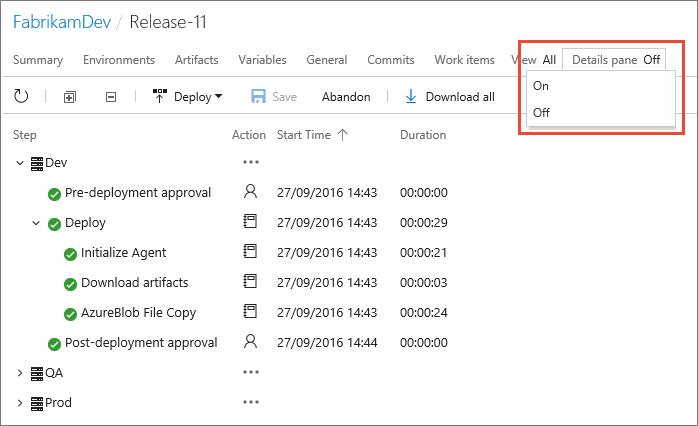 FabrikamDev / Release-11
Summary Environments Artifacts Variables General Commits Work items View All Details pane Off
On
Off
Deploy Save Abandon Download all
Step Action Start Time Duration
Dev
Pre-deployment approval 27/09/2016 14:43 00:00:00
Deploy 27/09/2016 14:43 00:00:29
Initialize Agent 27/09/2016 14:43 00:00:21
Download artifacts 27/09/2016 14:43 00:00:03
AzureBlob File Copy 27/09/2016 14:43 00:00:24
Post-deployment approval 27/09/2016 14:44 00:00:00
QA
Prod